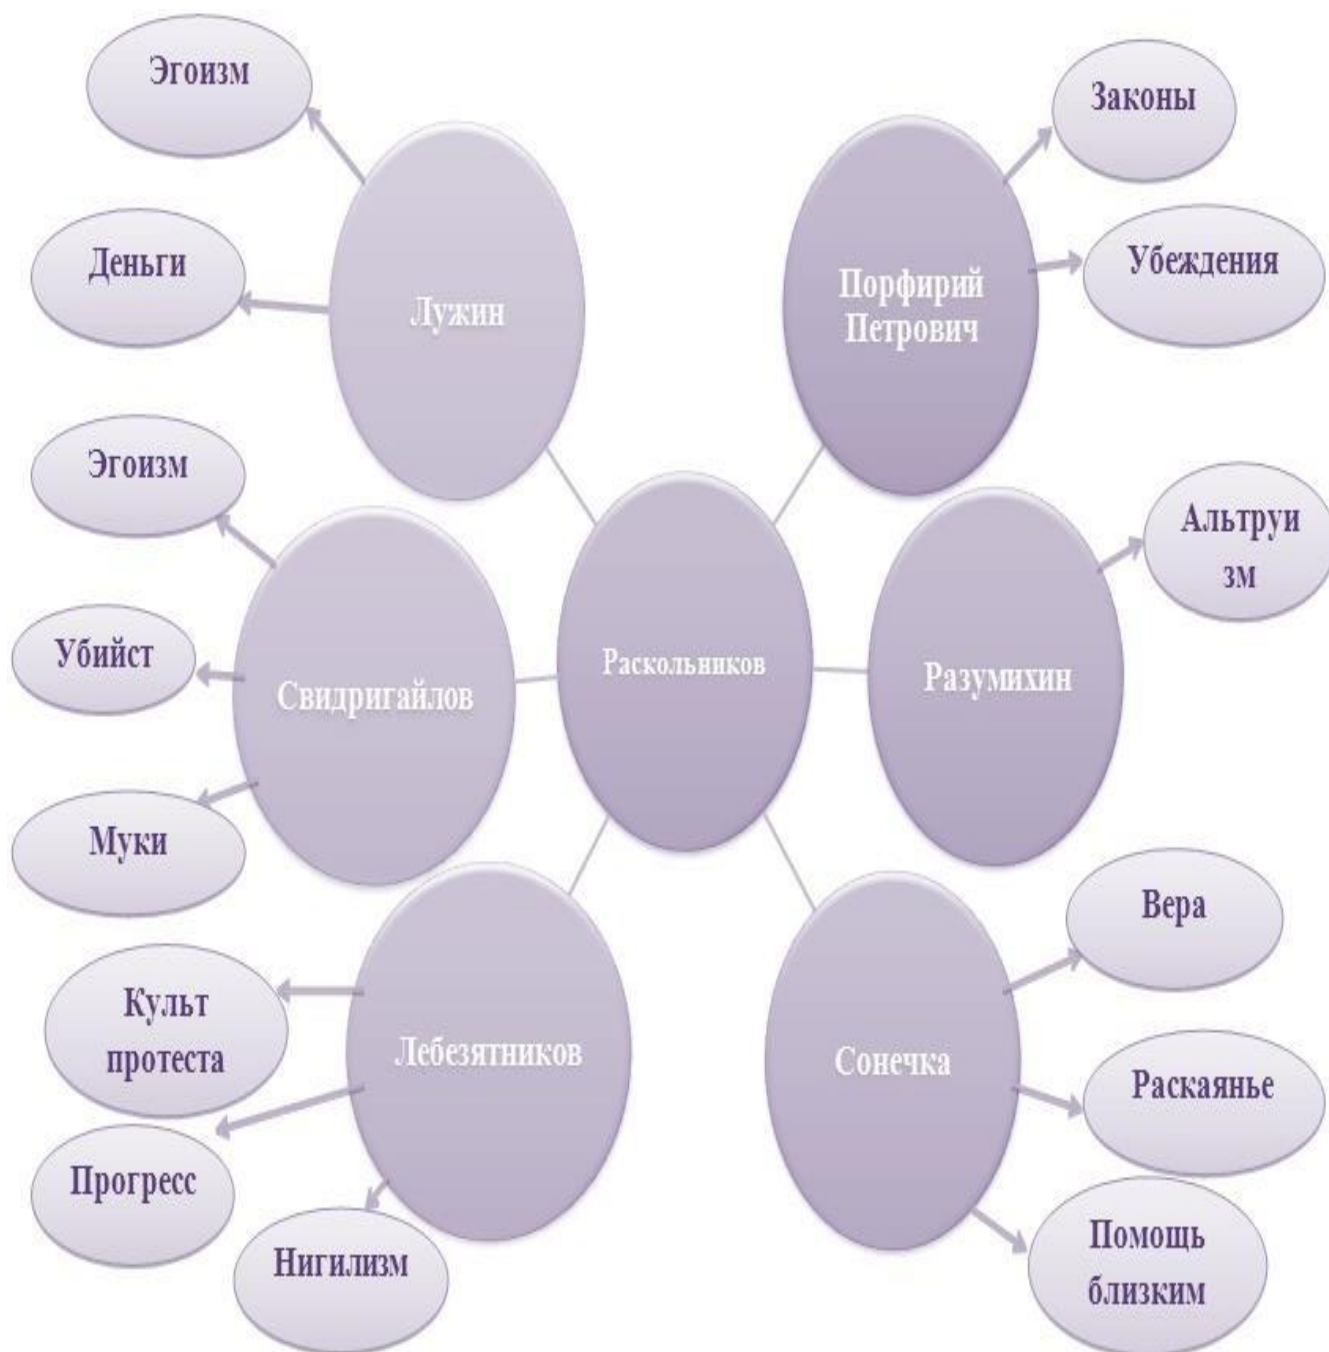 Эгоизм
Деньги
Лужин
Эгоизм
Убийст
Муки
Свидригайлов
Культ
протеста
Прогресс
Нигилизм
Лебезятников
Раскольников
Законы
Убеждения
Порфирий
Петрович
Альтруи
зм
Разумихин
Вера
Раскаянье
Помощь
близким
Сонечка